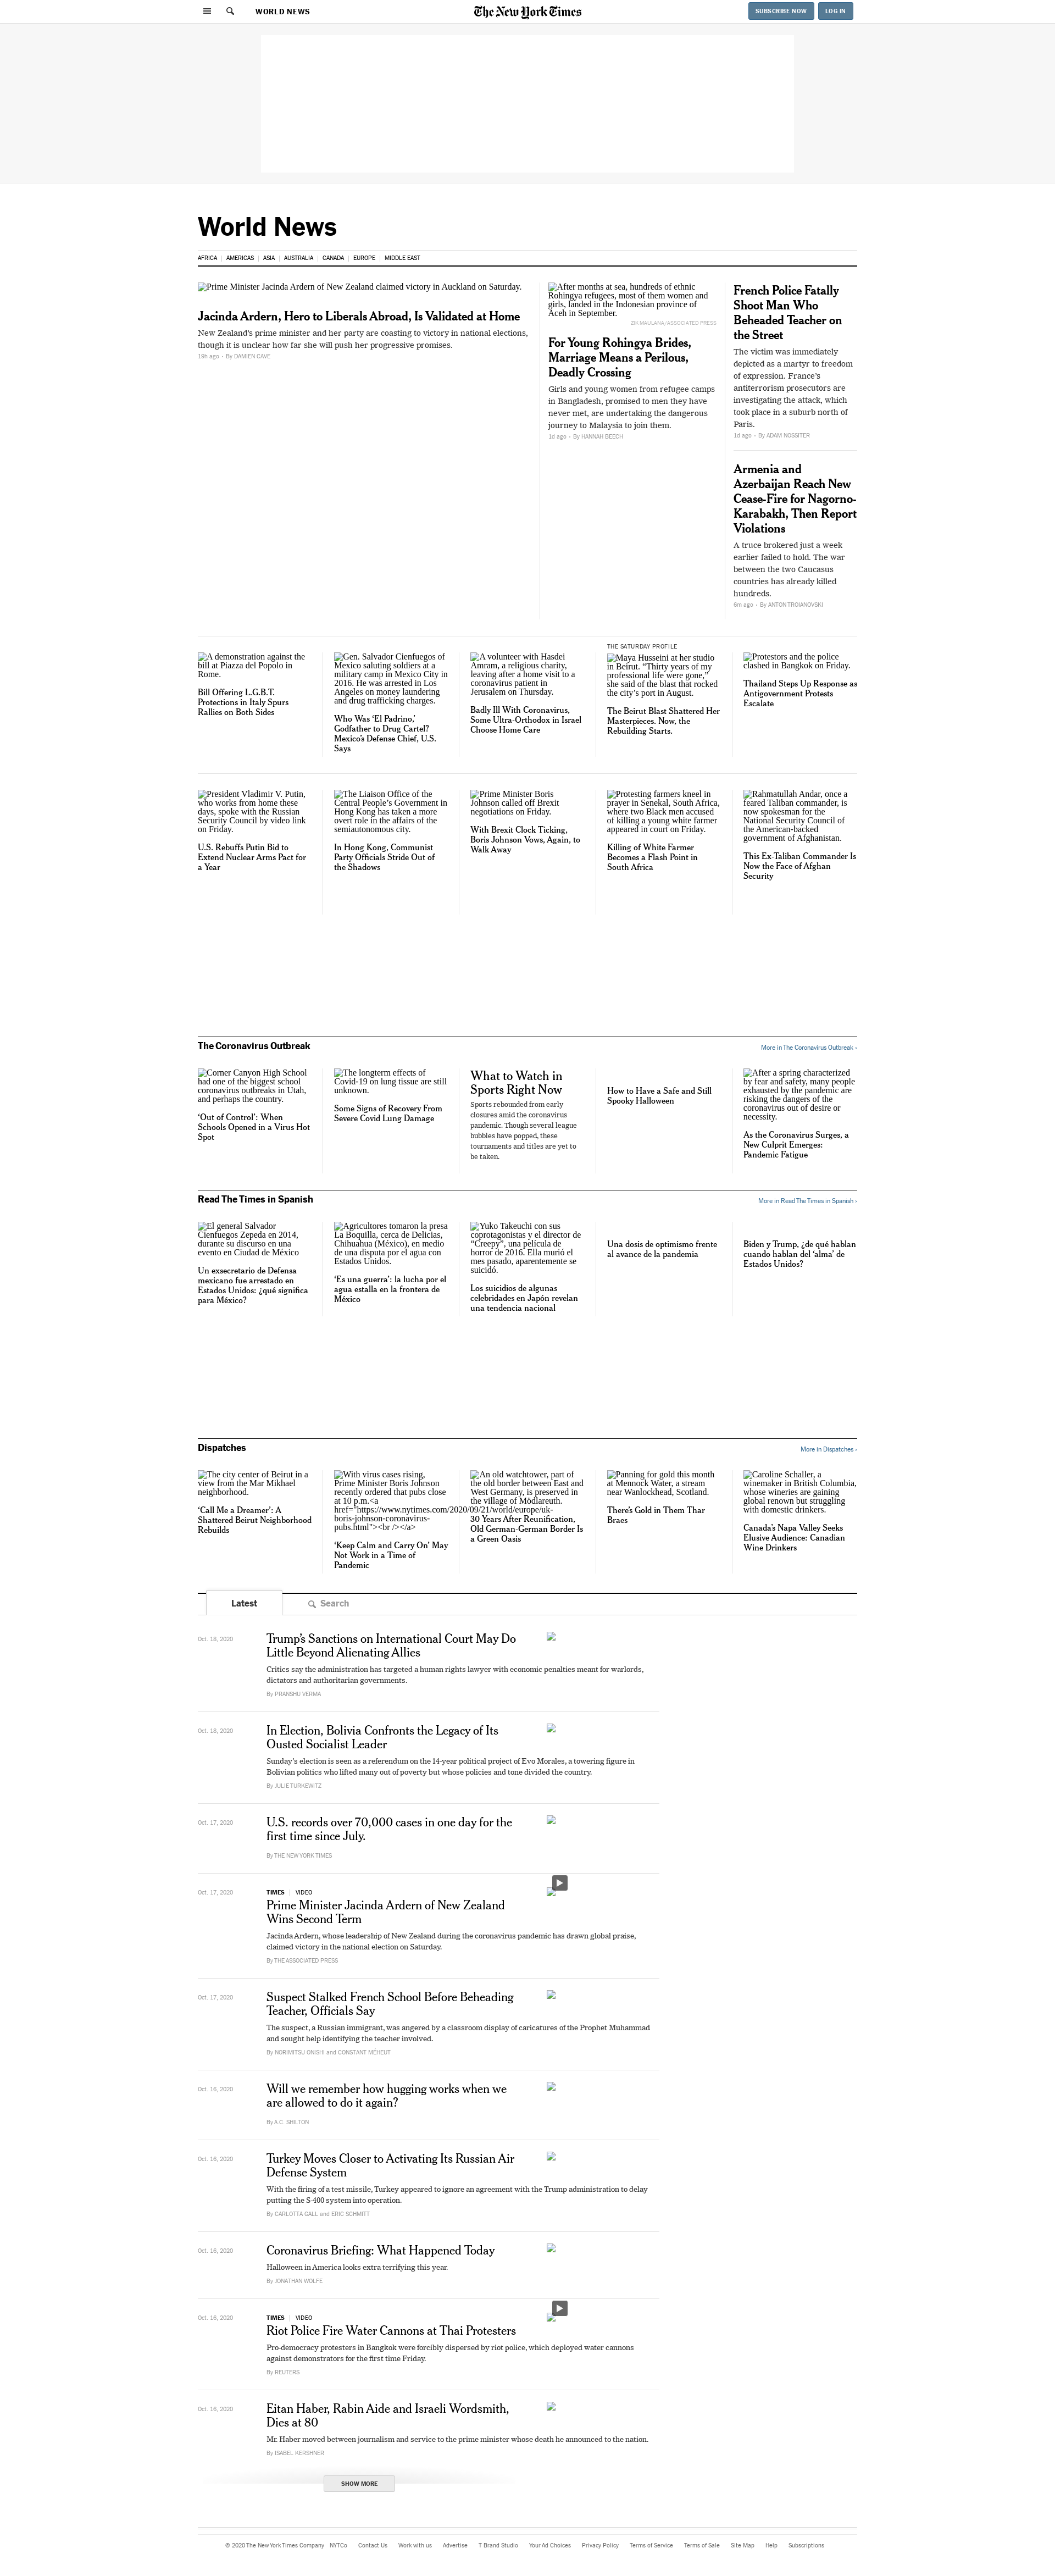 WORLD NEWS
The New York Times
SUBSCRIBE NOW
LOG IN
World News
AFRICA | AMERICAS | ASIA | AUSTRALIA | CANADA | EUROPE | MIDDLE EAST
Prime Minister Jacinda Ardern of New Zealand claimed victory in Auckland on Saturday.
Jacinda Ardern, Hero to Liberals Abroad, Is Validated at Home
New Zealand's prime minister and her party are coasting to victory in national elections,
though it is unclear how far she will push her progressive promises.
19h ago • By DAMIEN CAVE
After months at sea, hundreds of ethnic
Rohingya refugees, most of them women and
girls, landed in the Indonesian province of
Aceh in September.
ZIK MAULANA/ASSOCIATED PRESS
For Young Rohingya Brides,
Marriage Means a Perilous,
Deadly Crossing
Girls and young women from refugee camps
in Bangladesh, promised to men they have
never met, are undertaking the dangerous
journey to Malaysia to join them.
1d ago • By HANNAH BEECH
French Police Fatally
Shoot Man Who
Beheaded Teacher on
the Street
The victim was immediately
depicted as a martyr to freedom
of expression. France's
antiterrorism prosecutors are
investigating the attack, which
took place in a suburb north of
Paris.
1d ago • By ADAM NOSSITER
Armenia and
Azerbaijan Reach New
Cease-Fire for Nagorno-
Karabakh, Then Report
Violations
A truce brokered just a week
earlier failed to hold. The war
between the two Caucasus
countries has already killed
hundreds.
6m ago • By ANTON TROIANOVSKI
A demonstration against the
bill at Piazza del Popolo in
Rome.
Bill Offering L.G.B.T.
Protections in Italy Spurs
Rallies on Both Sides
Gen. Salvador Cienfuegos of
Mexico saluting soldiers at a
military camp in Mexico City in
2016. He was arrested in Los
Angeles on money laundering
and drug trafficking charges.
Who Was ‘El Padrino,’
Godfather to Drug Cartel?
Mexico’s Defense Chief, U.S.
Says
A volunteer with Hasdei
Amram, a religious charity,
leaving after a home visit to a
coronavirus patient in
Jerusalem on Thursday.
Badly Ill With Coronavirus,
Some Ultra-Orthodox in Israel
Choose Home Care
THE SATURDAY PROFILE
Maya Husseini at her studio
in Beirut. “Thirty years of my
professional life were gone,”
she said of the blast that rocked
the city’s port in August.
The Beirut Blast Shattered Her
Masterpieces. Now, the
Rebuilding Starts.
Protestors and the police
clashed in Bangkok on Friday.
Thailand Steps Up Response as
Antigovernment Protests
Escalate
President Vladimir V. Putin,
who works from home these
days, spoke with the Russian
Security Council by video link
on Friday.
U.S. Rebuffs Putin Bid to
Extend Nuclear Arms Pact for
a Year
The Liaison Office of the
Central People’s Government in
Hong Kong has taken a more
overt role in the affairs of the
semiautonomous city.
In Hong Kong, Communist
Party Officials Stride Out of
the Shadows
Prime Minister Boris
Johnson called off Brexit
negotiations on Friday.
With Brexit Clock Ticking,
Boris Johnson Vows, Again, to
Walk Away
Protesting farmers kneel in
prayer in Senekal, South Africa,
where two Black men accused
of killing a young white farmer
appeared in court on Friday.
Killing of White Farmer
Becomes a Flash Point in
South Africa
Rahmatullah Andar, once a
feared Taliban commander, is
now spokesman for the
National Security Council of
the American-backed
government of Afghanistan.
This Ex-Taliban Commander Is
Now the Face of Afghan
Security
The Coronavirus Outbreak
More in The Coronavirus Outbreak »
Corner Canyon High School
had one of the biggest school
coronavirus outbreaks in Utah,
and perhaps the country.
‘Out of Control’: When
Schools Opened in a Virus Hot
Spot
The longterm effects of
Covid-19 on lung tissue are still
unknown.
Some Signs of Recovery From
Severe Covid Lung Damage
What to Watch in
Sports Right Now
Sports rebounded from early
closures amid the coronavirus
pandemic. Though several league
bubbles have popped, these
tournaments and titles are yet to
be taken.
How to Have a Safe and Still
Spooky Halloween
After a spring characterized
by fear and safety, many people
exhausted by the pandemic are
risking the dangers of the
coronavirus out of desire or
necessity.
As the Coronavirus Surges, a
New Culprit Emerges:
Pandemic Fatigue
Read The Times in Spanish
More in Read The Times in Spanish »
El general Salvador
Cienfuegos Zepeda en 2014,
durante su discurso en una
evento en Ciudad de México
Un exsecretario de Defensa
mexicano fue arrestado en
Estados Unidos: ¿qué significa
para México?
Agricultores tomaron la presa
La Boquilla, cerca de Delicias,
Chihuahua (México), en medio
de una disputa por el agua con
Estados Unidos.
‘Es una guerra’: la lucha por el
agua estalla en la frontera de
México
Yuko Takeuchi con sus
coprotagonistas y el director de
“Creepy”, una película de
horror de 2016. Ella murió el
mes pasado, aparentemente se
suicidó.
Los suicidios de algunas
celebridades en Japón revelan
una tendencia nacional
Una dosis de optimismo frente
al avance de la pandemia
Biden y Trump, ¿de qué hablan
cuando hablan del ‘alma’ de
Estados Unidos?
Dispatches
More in Dispatches »
The city center of Beirut in a
view from the Mar Mikhael
neighborhood.
‘Call Me a Dreamer’: A
Shattered Beirut Neighborhood
Rebuilds
With virus cases rising,
Prime Minister Boris Johnson
recently ordered that pubs close
at 10 p.m.<a
href="https://www.nytimes.com/2020/09/21/world/europe/uk-
boris-johnson-coronavirus-
pubs.html"><br /></a>
‘Keep Calm and Carry On’ May
Not Work in a Time of
Pandemic
An old watchtower, part of
the old border between East and
West Germany, is preserved in
the village of Mödlareuth.
30 Years After Reunification,
Old German-German Border Is
a Green Oasis
Panning for gold this month
at Mennock Water, a stream
near Wanlockhead, Scotland.
There’s Gold in Them Thar
Braes
Caroline Schaller, a
winemaker in British Columbia,
whose wineries are gaining
global renown but struggling
with domestic drinkers.
Canada’s Napa Valley Seeks
Elusive Audience: Canadian
Wine Drinkers
Latest
Search
Oct. 18, 2020
Trump’s Sanctions on International Court May Do
Little Beyond Alienating Allies
Critics say the administration has targeted a human rights lawyer with economic penalties meant for warlords,
dictators and authoritarian governments.
By PRANSHU VERMA
Oct. 18, 2020
In Election, Bolivia Confronts the Legacy of Its
Ousted Socialist Leader
Sunday’s election is seen as a referendum on the 14-year political project of Evo Morales, a towering figure in
Bolivian politics who lifted many out of poverty but whose policies and tone divided the country.
By JULIE TURKEWITZ
Oct. 17, 2020
U.S. records over 70,000 cases in one day for the
first time since July.
By THE NEW YORK TIMES
Oct. 17, 2020
TIMES | VIDEO
Prime Minister Jacinda Ardern of New Zealand
Wins Second Term
Jacinda Ardern, whose leadership of New Zealand during the coronavirus pandemic has drawn global praise,
claimed victory in the national election on Saturday.
By THE ASSOCIATED PRESS
Oct. 17, 2020
Suspect Stalked French School Before Beheading
Teacher, Officials Say
The suspect, a Russian immigrant, was angered by a classroom display of caricatures of the Prophet Muhammad
and sought help identifying the teacher involved.
By NORIMITSU ONISHI and CONSTANT MÉHEUT
Oct. 16, 2020
Will we remember how hugging works when we
are allowed to do it again?
By A.C. SHILTON
Oct. 16, 2020
Turkey Moves Closer to Activating Its Russian Air
Defense System
With the firing of a test missile, Turkey appeared to ignore an agreement with the Trump administration to delay
putting the S-400 system into operation.
By CARLOTTA GALL and ERIC SCHMITT
Oct. 16, 2020
Coronavirus Briefing: What Happened Today
Halloween in America looks extra terrifying this year.
By JONATHAN WOLFE
Oct. 16, 2020
TIMES | VIDEO
Riot Police Fire Water Cannons at Thai Protesters
Pro-democracy protesters in Bangkok were forcibly dispersed by riot police, which deployed water cannons
against demonstrators for the first time Friday.
By REUTERS
Oct. 16, 2020
Eitan Haber, Rabin Aide and Israeli Wordsmith,
Dies at 80
Mr. Haber moved between journalism and service to the prime minister whose death he announced to the nation.
By ISABEL KERSHNER
SHOW MORE
© 2020 The New York Times Company NYTCo Contact Us Work with us Advertise T Brand Studio Your Ad Choices Privacy Policy Terms of Service Terms of Sale Site Map Help Subscriptions